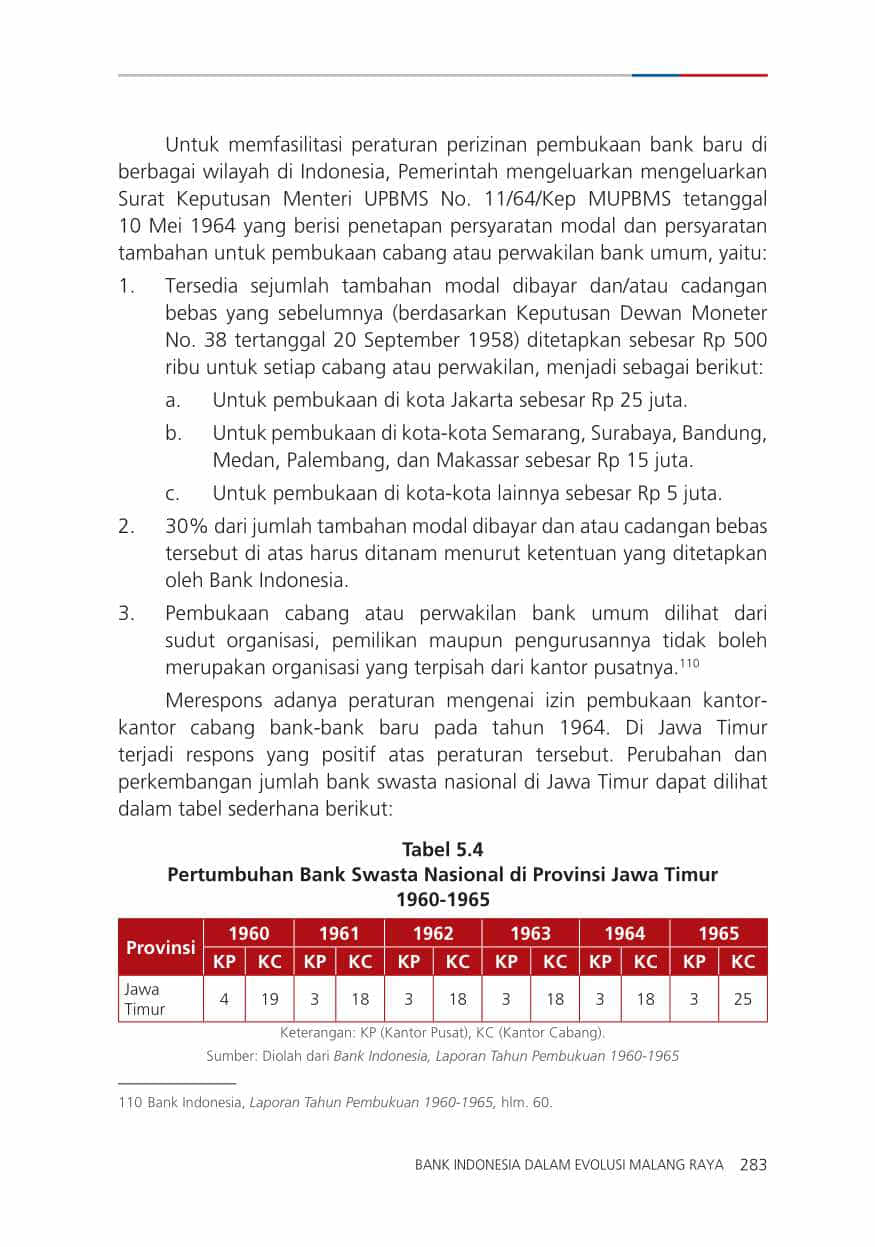 Untuk memfasilitasi peraturan perizinan pembukaan bank baru di
berbagai wilayah di Indonesia, Pemerintah mengeluarkan mengeluarkan
Surat Keputusan Menteri UPBMS No. 11/64/Kep MUPBMS tetanggal
10 Mei 1964 yang berisi penetapan persyaratan modal dan persyaratan
tambahan untuk pembukaan cabang atau perwakilan bank umum, yaitu:
1. Tersedia sejumlah tambahan modal dibayar dan/atau cadangan
bebas yang sebelumnya (berdasarkan Keputusan Dewan Moneter
No. 38 tertanggal 20 September 1958) ditetapkan sebesar Rp 500
ribu untuk setiap cabang atau perwakilan, menjadi sebagai berikut:
a. Untuk pembukaan di kota Jakarta sebesar Rp 25 juta.
b. Untuk pembukaan di kota-kota Semarang, Surabaya, Bandung,
Medan, Palembang, dan Makassar sebesar Rp 15 juta.
c. Untuk pembukaan di kota-kota lainnya sebesar Rp 5 juta.
2. 30% dari jumlah tambahan modal dibayar dan atau cadangan bebas
tersebut di atas harus ditanam menurut ketentuan yang ditetapkan
oleh Bank Indonesia.
3. Pembukaan cabang atau perwakilan bank umum dilihat dari
sudut organisasi, pemilikan maupun pengurusannya tidak boleh
merupakan organisasi yang terpisah dari kantor pusatnya.110
Merespons adanya peraturan mengenai izin pembukaan kantor-
kantor cabang bank-bank baru pada tahun 1964. Di Jawa Timur
terjadi respons yang positif atas peraturan tersebut. Perubahan dan
perkembangan jumlah bank swasta nasional di Jawa Timur dapat dilihat
dalam tabel sederhana berikut:
Tabel 5.4
Pertumbuhan Bank Swasta Nasional di Provinsi Jawa Timur
1960-1965
Provinsi 1960 1961 1962 1963 1964 1965
KP KC KP KC KP KC KP KC KP KC KP KC
Jawa
Timur 4 19 3 18 3 18 3 18 3 18 3 25
Keterangan: KP (Kantor Pusat), KC (Kantor Cabang).
Sumber: Diolah dari Bank Indonesia, Laporan Tahun Pembukuan 1960-1965
110 Bank Indonesia, Laporan Tahun Pembukuan 1960-1965, hlm. 60.
BANK INDONESIA DALAM EVOLUSI MALANG RAYA 283